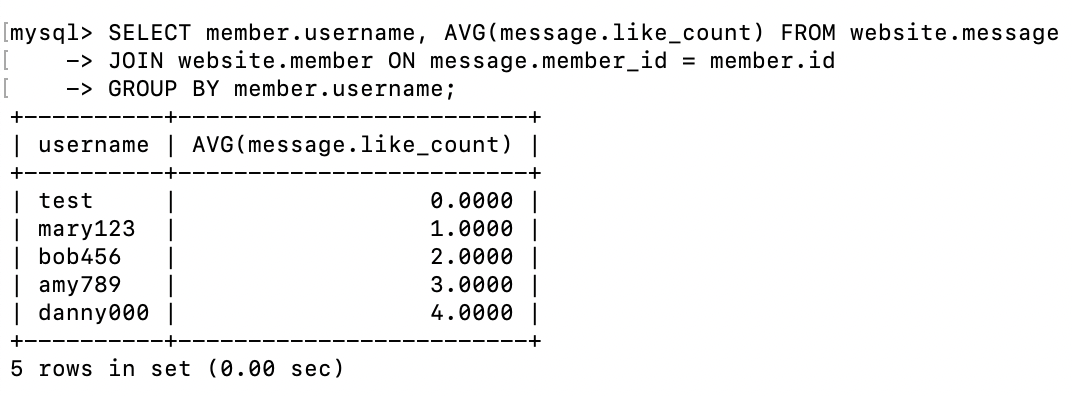 [mysql> SELECT member.username, AVG(message.like_count) FROM website.message
[    -> JOIN website.member ON message.member_id = member.id
[    -> GROUP BY member.username;
+----------+-------------------------+
| username | AVG(message.like_count) |
+----------+-------------------------+
| test     |                  0.0000 |
| mary123  |                  1.0000 |
| bob456   |                  2.0000 |
| amy789   |                  3.0000 |
| danny000 |                  4.0000 |
+----------+-------------------------+
5 rows in set (0.00 sec)